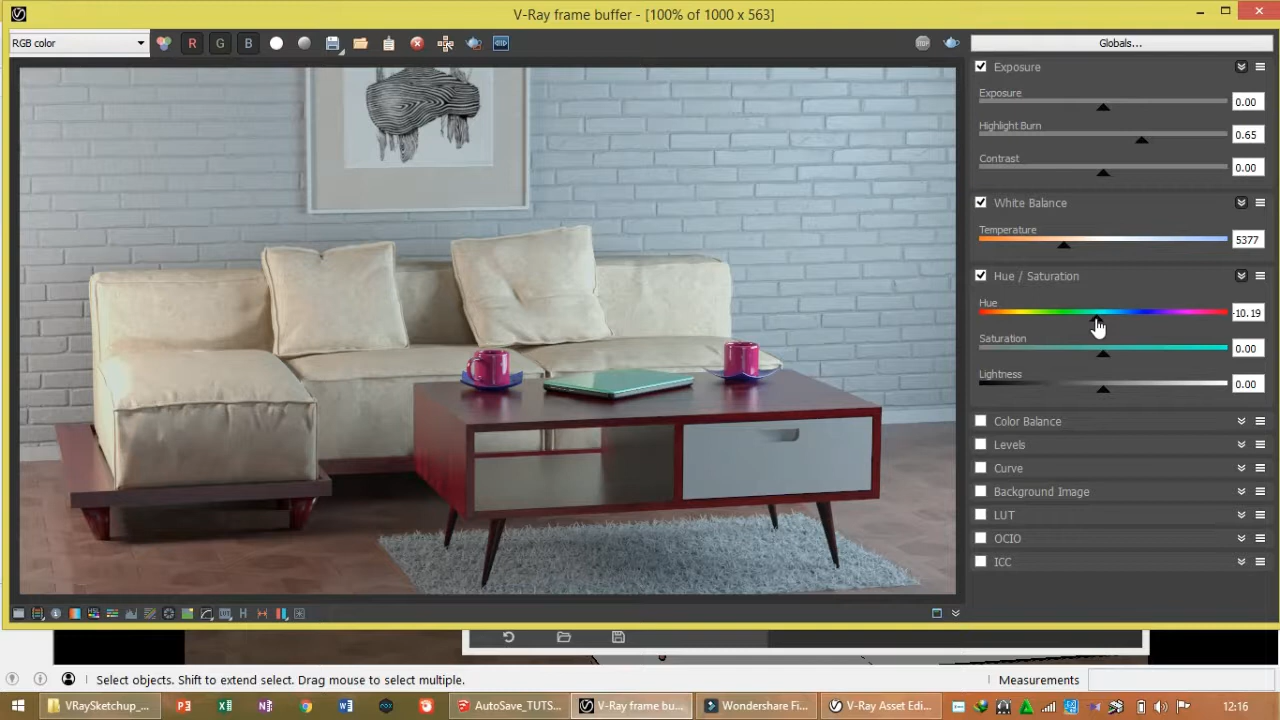 V-Ray frame buffer - [100% of 1000 x 563]
RGB color
R G B
STOP
Globals...
Exposure
Exposure
0.00
Highlight Burn
0.65
Contrast
0.00
White Balance
Temperature
5377
Hue / Saturation
Hue
-10.19
Saturation
0.00
Lightness
0.00
Color Balance
Levels
Curve
Background Image
LUT
OCIO
ICC
H
Select objects. Shift to extend select. Drag mouse to select multiple.
Measurements
VRaySketchup_...
AutoSave_TUTS...
V-Ray frame bu...
Wondershare Fi...
V-Ray Asset Edi...
12:16